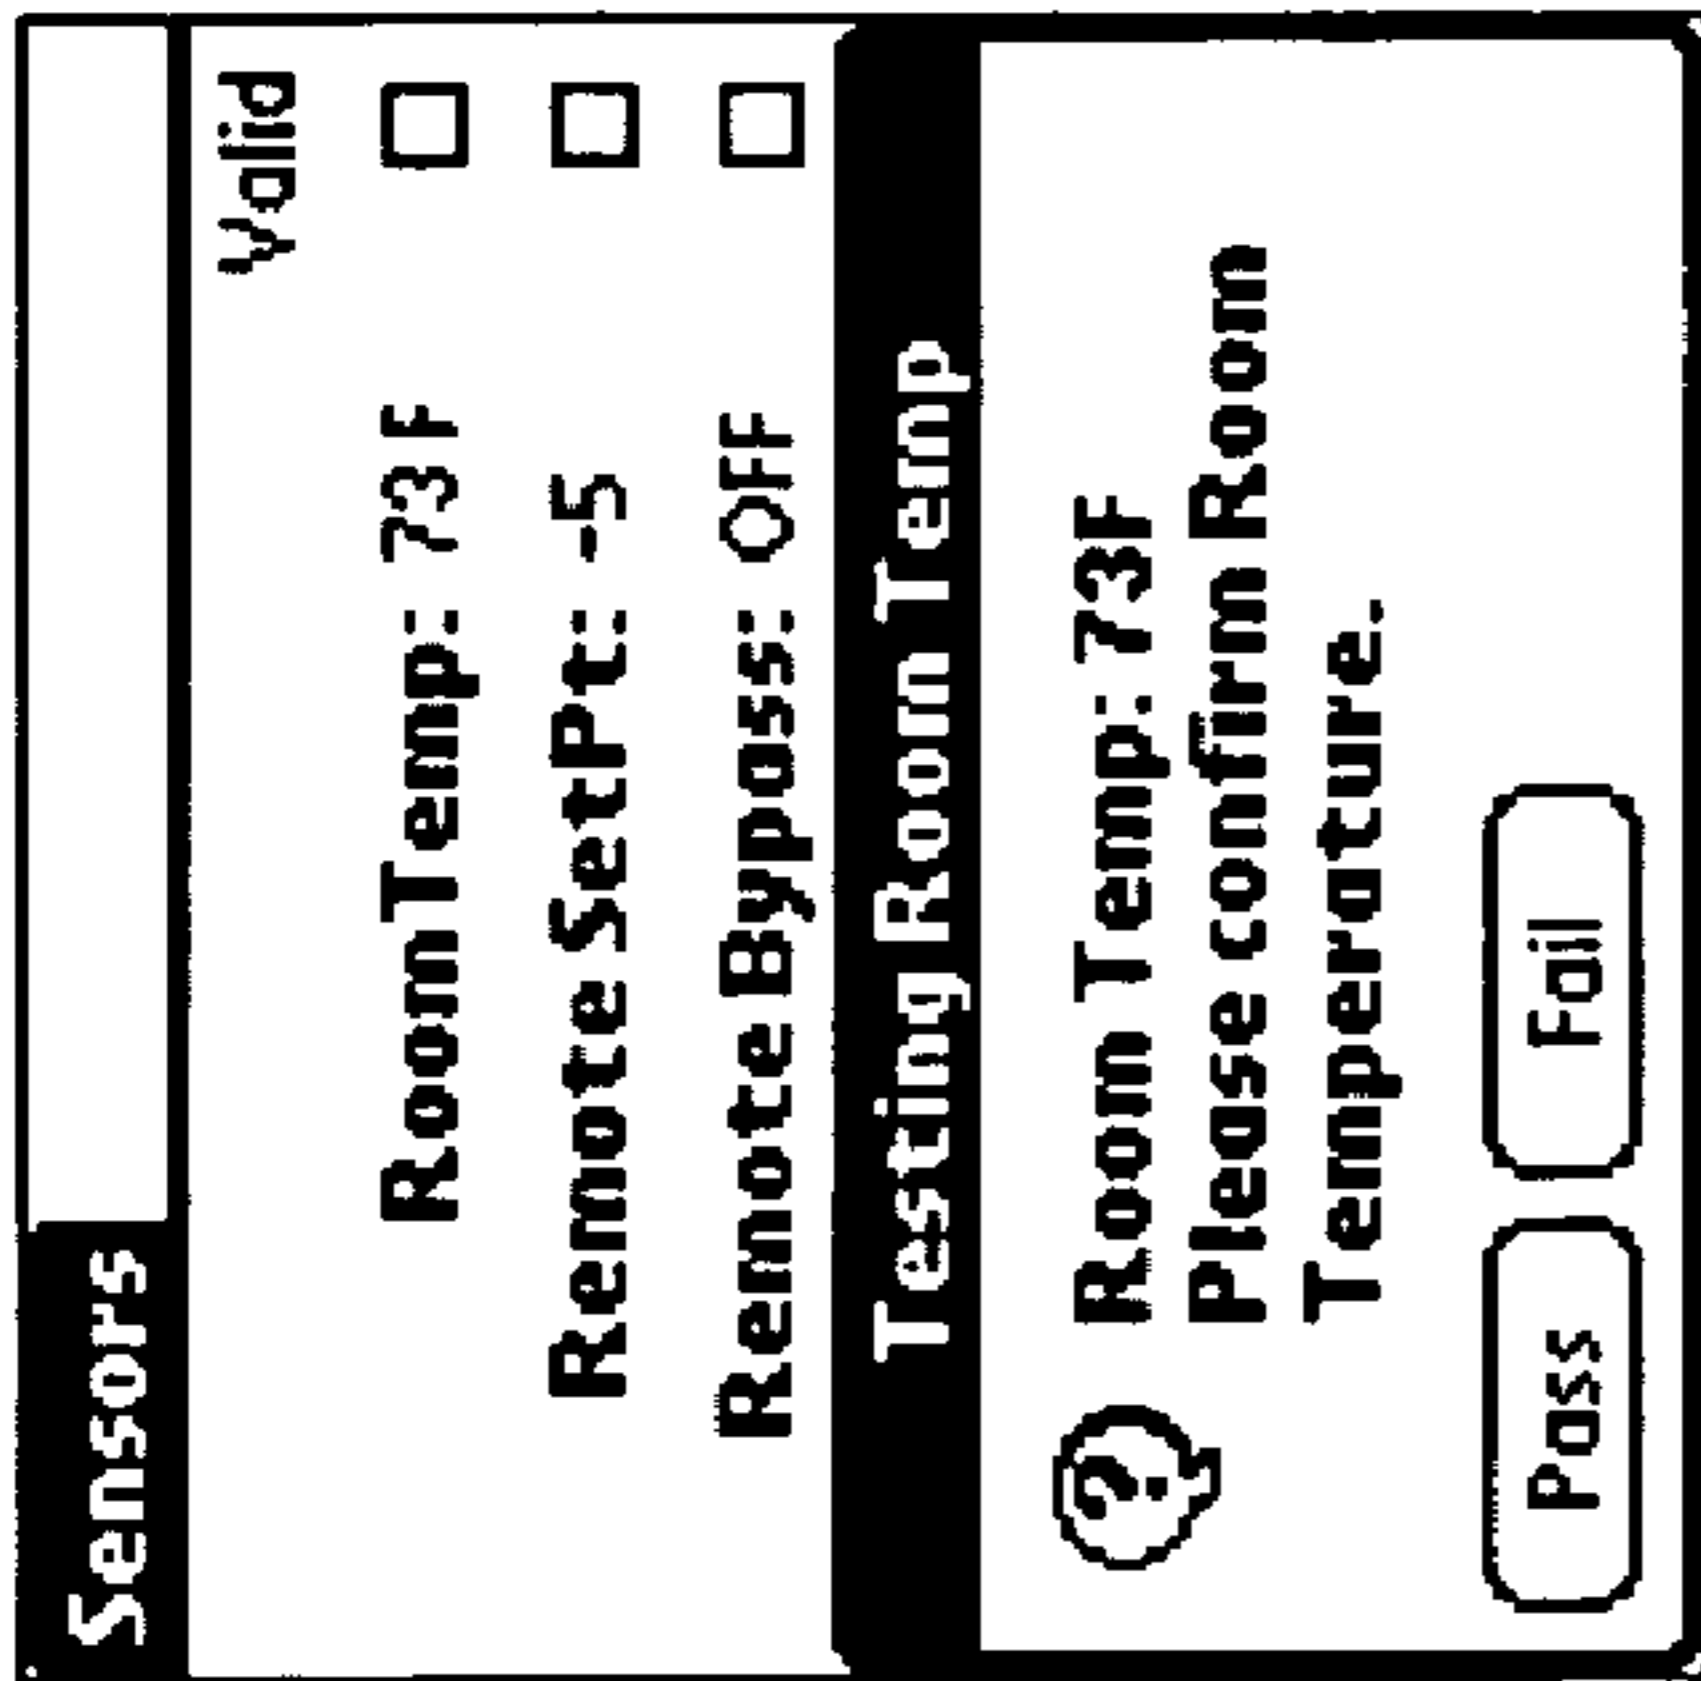 Sensors
Valid
Room Temp: 73 F
Remote SetPt: -5
Remote Bypass: OFF
Testing Room Temp
? Room Temp: 73F
Please confirm Room
Temperature.
Pass Fail